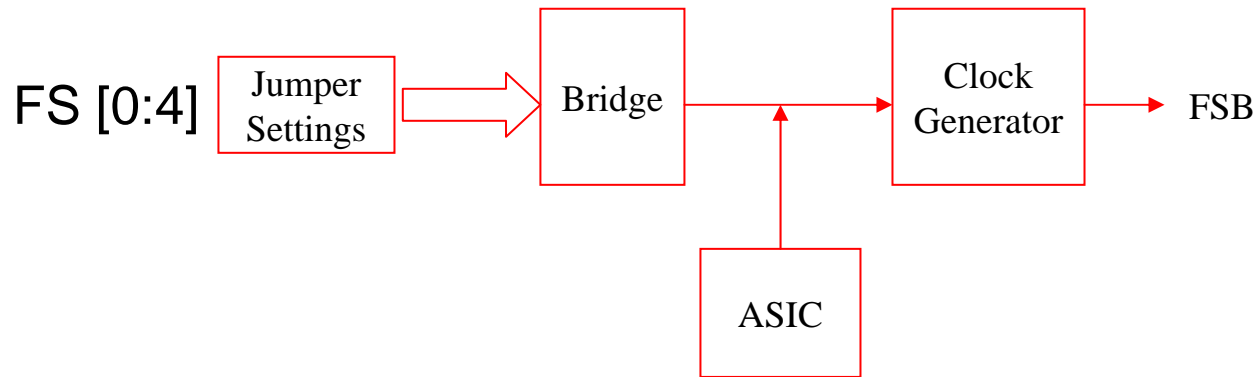 FS [0:4]
Jumper
Settings
Bridge
Clock
Generator
FSB
ASIC